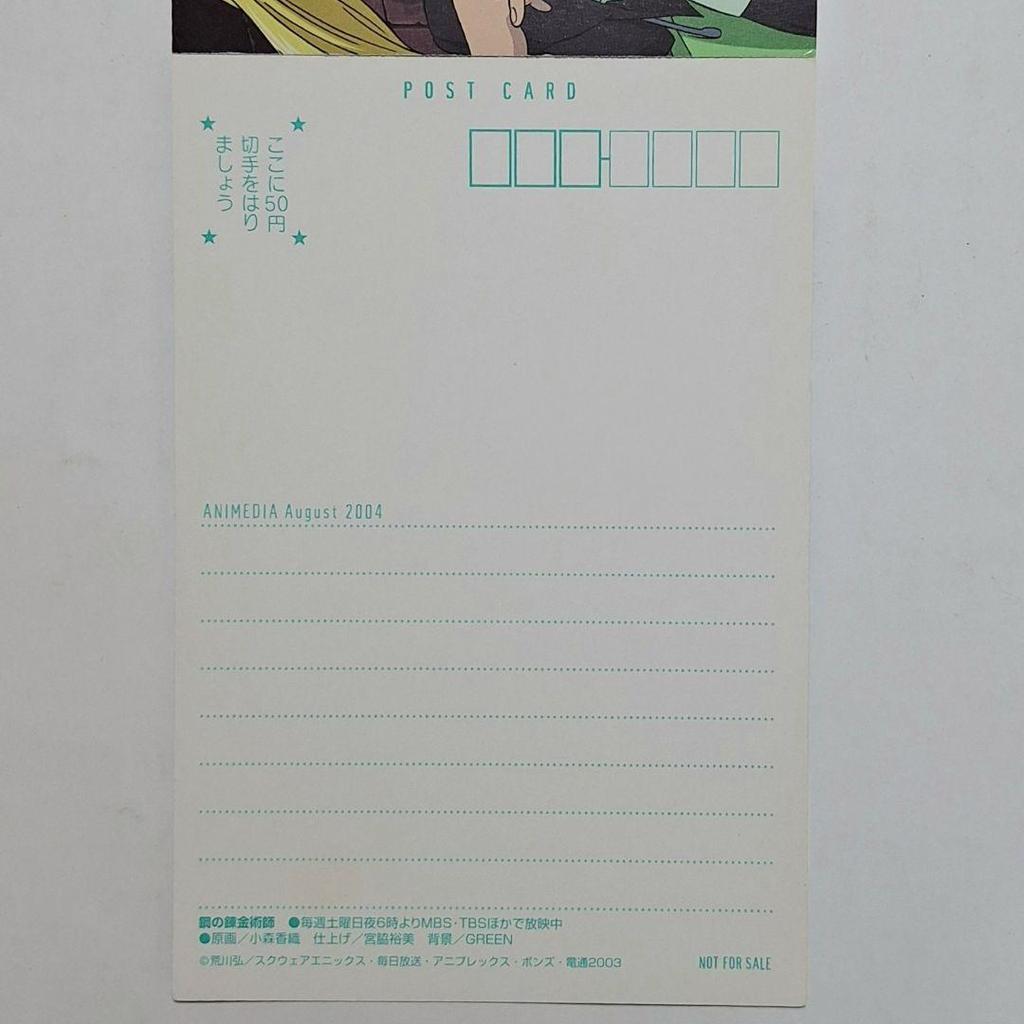 POST CARD
ここに50円
切手をはり
ましょう
ANIMEDIA August 2004
鋼の錬金術師 ●毎週土曜日夜6時よりMBS・TBSほかで放映中
●原画／小森香織 仕上げ／宮脇裕美 背景／GREEN
©荒川弘／スクウェアエニックス・毎日放送・アニプレックス・ボンズ・電通2003 NOT FOR SALE